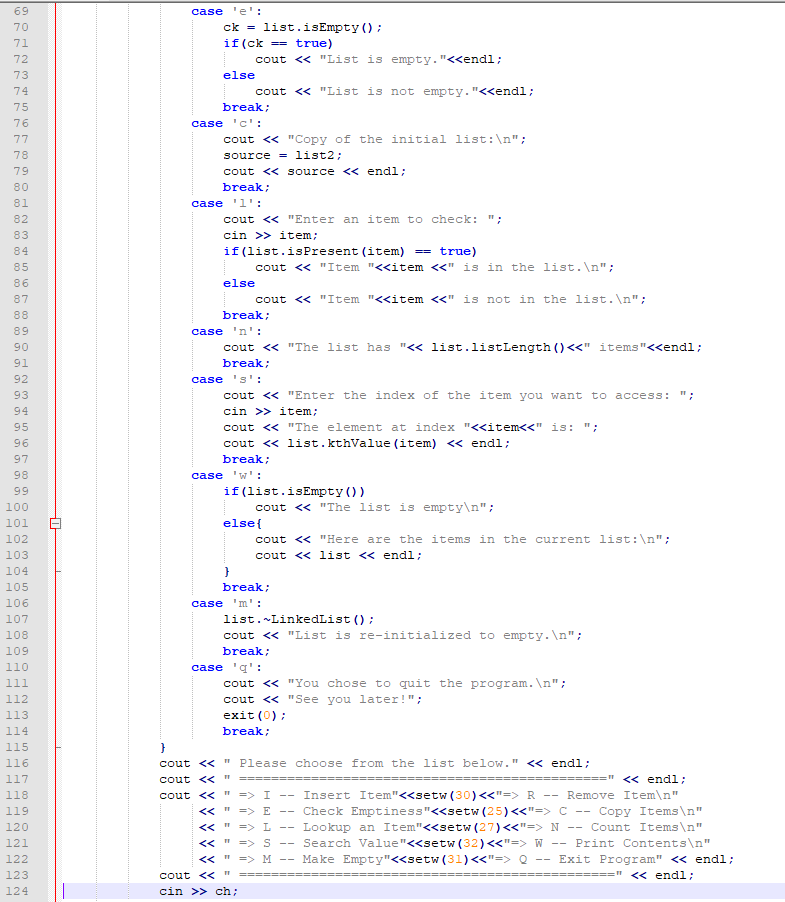 69 case 'e':
70 ck = list.isEmpty();
71 if(ck == true)
72 cout << "List is empty."<<endl;
73 else
74 cout << "List is not empty."<<endl;
75 break;
76 case 'c':
77 cout << "Copy of the initial list:\n";
78 source = list2;
79 cout << source << endl;
80 break;
81 case 'l':
82 cout << "Enter an item to check: ";
83 cin >> item;
84 if(list.isPresent(item) == true)
85 cout << "Item "<<item <<" is in the list.\n";
86 else
87 cout << "Item "<<item <<" is not in the list.\n";
88 break;
89 case 'n':
90 cout << "The list has "<< list.listLength()<<" items"<<endl;
91 break;
92 case 's':
93 cout << "Enter the index of the item you want to access: ";
94 cin >> item;
95 cout << "The element at index "<<item<<" is: ";
96 cout << list.kthValue(item) << endl;
97 break;
98 case 'w':
99 if(list.isEmpty())
100 cout << "The list is empty\n";
101 else{
102 cout << "Here are the items in the current list:\n";
103 cout << list << endl;
104 }
105 break;
106 case 'm':
107 list.~LinkedList();
108 cout << "List is re-initialized to empty.\n";
109 break;
110 case 'q':
111 cout << "You chose to quit the program.\n";
112 cout << "See you later!";
113 exit(0);
114 break;
115 }
116 cout << " Please choose from the list below." << endl;
117 cout << " ==============================================" << endl;
118 cout << " => I -- Insert Item"<<setw(30)<<"=> R -- Remove Item\n"
119 << " => E -- Check Emptiness"<<setw(25)<<"=> C -- Copy Items\n"
120 << " => L -- Lookup an Item"<<setw(27)<<"=> N -- Count Items\n"
121 << " => S -- Search Value"<<setw(32)<<"=> W -- Print Contents\n"
122 << " => M -- Make Empty"<<setw(31)<<"=> Q -- Exit Program" << endl;
123 cout << " ===============================================" << endl;
124 cin >> ch;